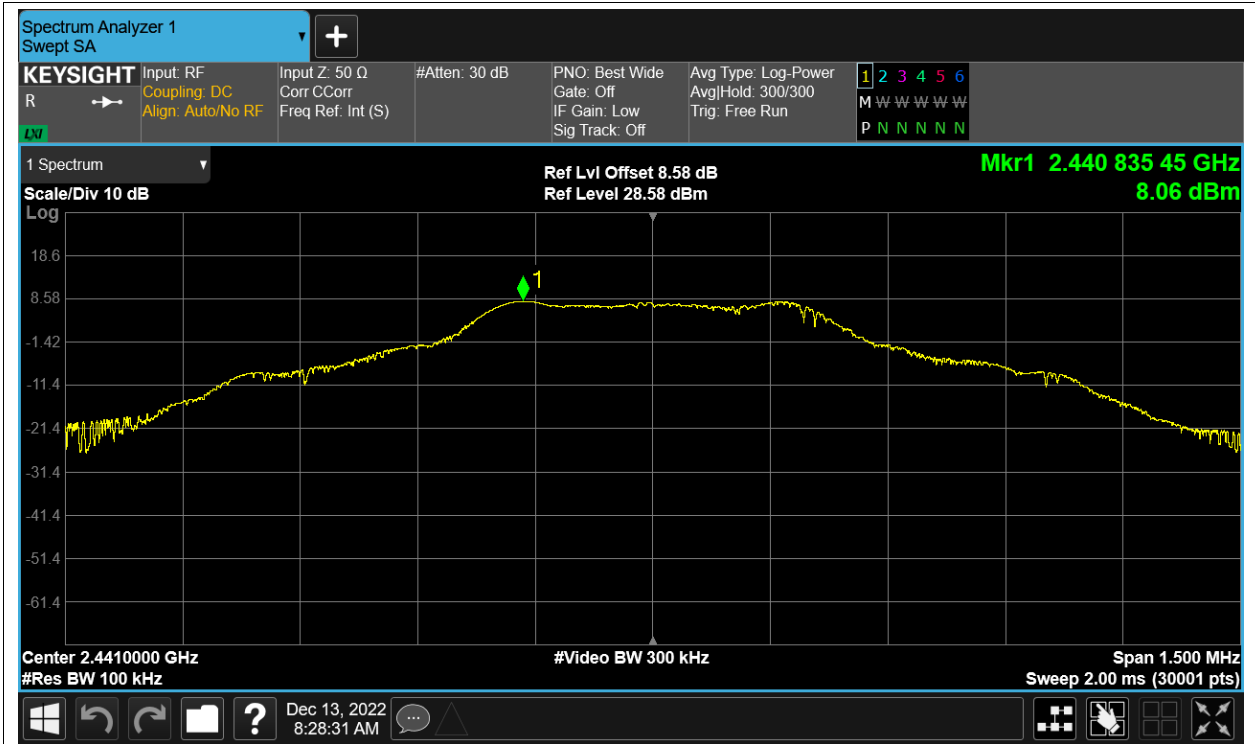 Spectrum Analyzer 1
Swept SA
KEYSIGHT
R
LXI
Input: RF
Coupling: DC
Align: Auto/No RF
Input Z: 50 Ω
Corr CCorr
Freq Ref: Int (S)
#Atten: 30 dB
PNO: Best Wide
Gate: Off
IF Gain: Low
Sig Track: Off
Avg Type: Log-Power
Avg|Hold: 300/300
Trig: Free Run
1 2 3 4 5 6
M W W W W W W
P N N N N N N
1 Spectrum
Scale/Div 10 dB
Ref Lvl Offset 8.58 dB
Ref Level 28.58 dBm
Mkr1 2.440 835 45 GHz
8.06 dBm
Log
18.6
8.58
-1.42
-11.4
-21.4
-31.4
-41.4
-51.4
-61.4
1
Center 2.4410000 GHz
#Res BW 100 kHz
#Video BW 300 kHz
Span 1.500 MHz
Sweep 2.00 ms (30001 pts)
?
Dec 13, 2022
8:28:31 AM